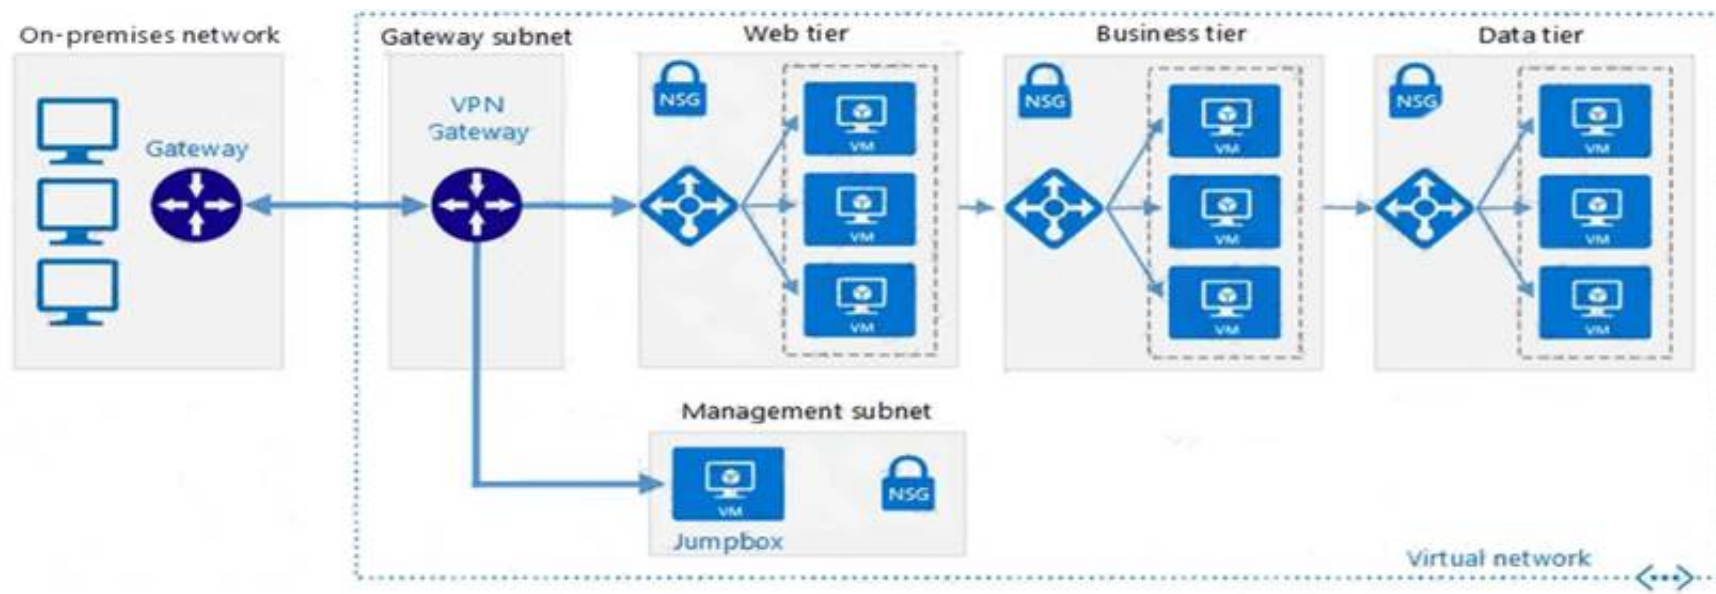 On-premises network
Gateway subnet
Web tier
Business tier
Data tier
NSG
NSG
NSG
VPN
Gateway
Gateway
VM
VM
VM
VM
VM
VM
VM
VM
VM
Management subnet
VM
NSG
Jumpbox
Virtual network